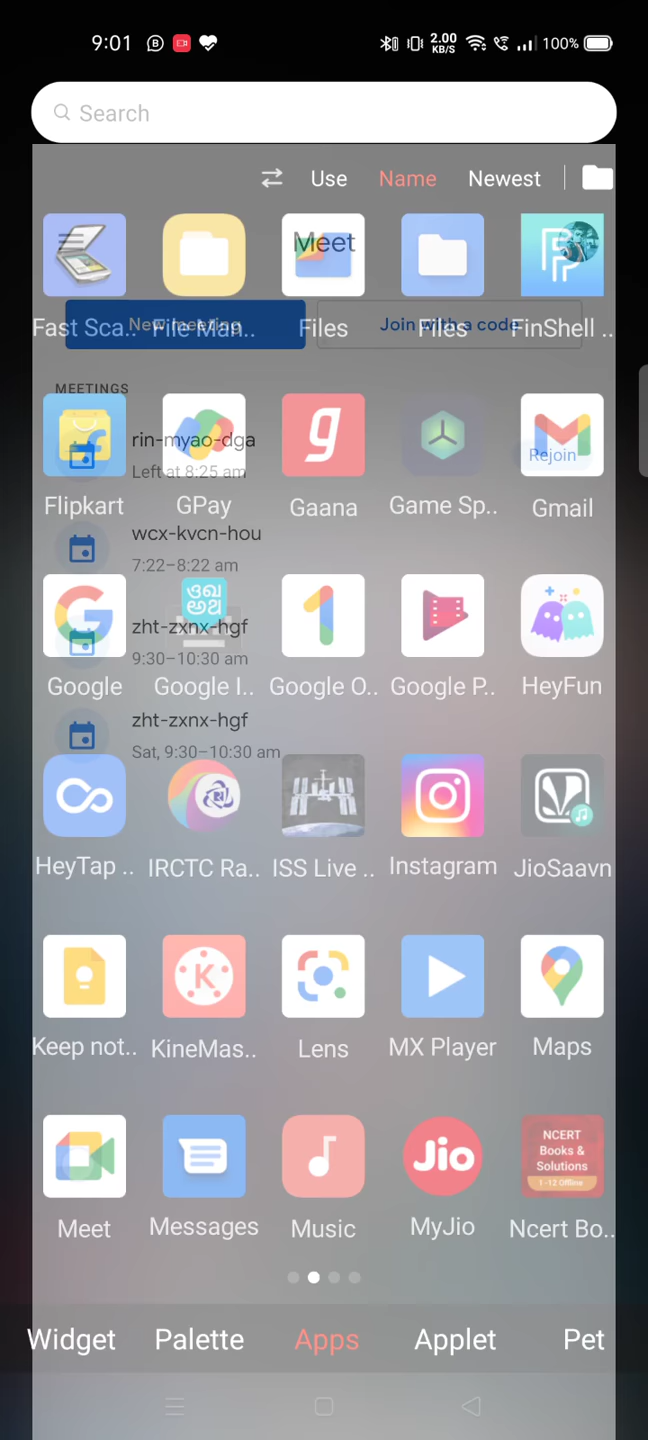 9:01 B 2.00 KB/S 100%
Search
Use Name Newest
Meet
New meeting Join with a code
Fast Sca.. File Man.. Files Files FinShell ..
MEETINGS
rin-myao-dga
Left at 8:25 am
Rejoin
Flipkart GPay Gaana Game Sp.. Gmail
wcx-kvcn-hou
7:22–8:22 am
zht-zxnx-hgf
9:30–10:30 am
Google Google I.. Google O.. Google P.. HeyFun
zht-zxnx-hgf
Sat, 9:30–10:30 am
HeyTap .. IRCTC Ra.. ISS Live .. Instagram JioSaavn
Keep not.. KineMas.. Lens MX Player Maps
Jio
NCERT
Books &
Solutions
1-12 Offline
Meet Messages Music MyJio Ncert Bo..
Widget Palette Apps Applet Pet